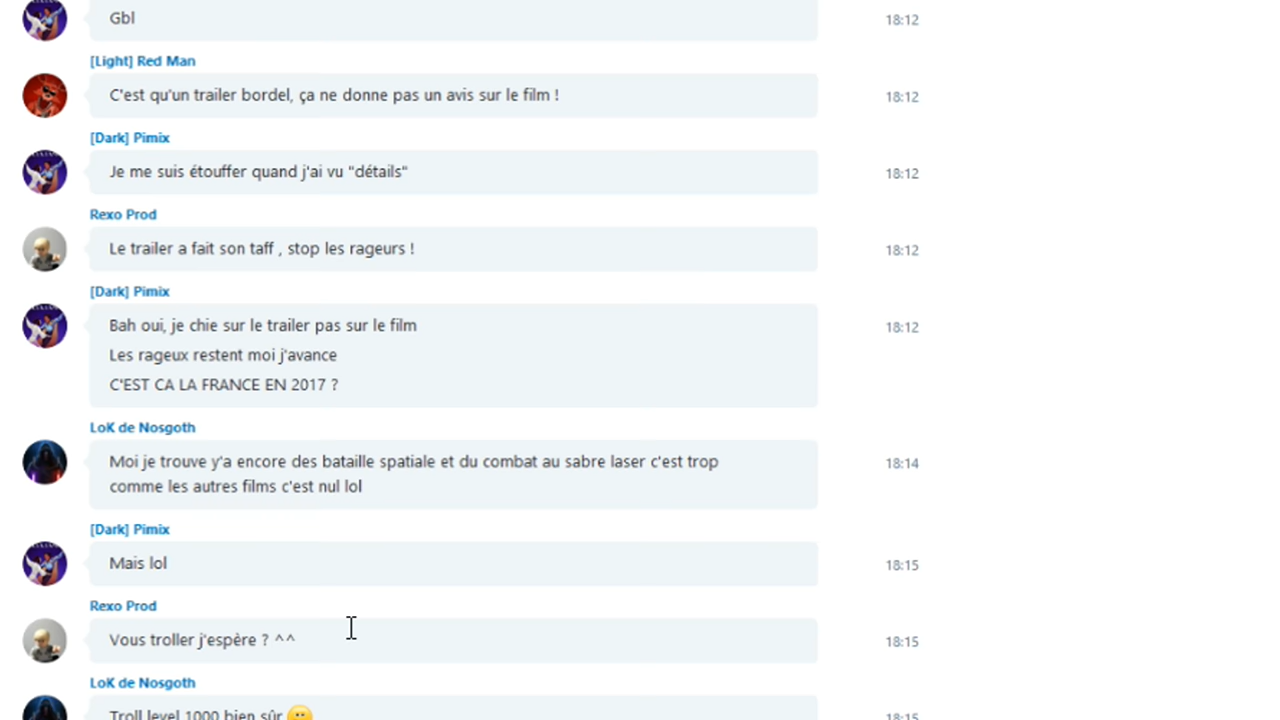 Gbl
18:12
[Light] Red Man
C'est qu'un trailer bordel, ça ne donne pas un avis sur le film !
18:12
[Dark] Pimix
Je me suis étouffer quand j'ai vu "détails"
18:12
Rexo Prod
Le trailer a fait son taff , stop les rageurs !
18:12
[Dark] Pimix
Bah oui, je chie sur le trailer pas sur le film
18:12
Les rageux restent moi j'avance
C'EST CA LA FRANCE EN 2017 ?
LoK de Nosgoth
Moi je trouve y'a encore des bataille spatiale et du combat au sabre laser c'est trop
18:14
comme les autres films c'est nul lol
[Dark] Pimix
Mais lol
18:15
Rexo Prod
Vous troller j'espère ? ^^
18:15
LoK de Nosgoth
Troll level 1000 bien sûr
18:15